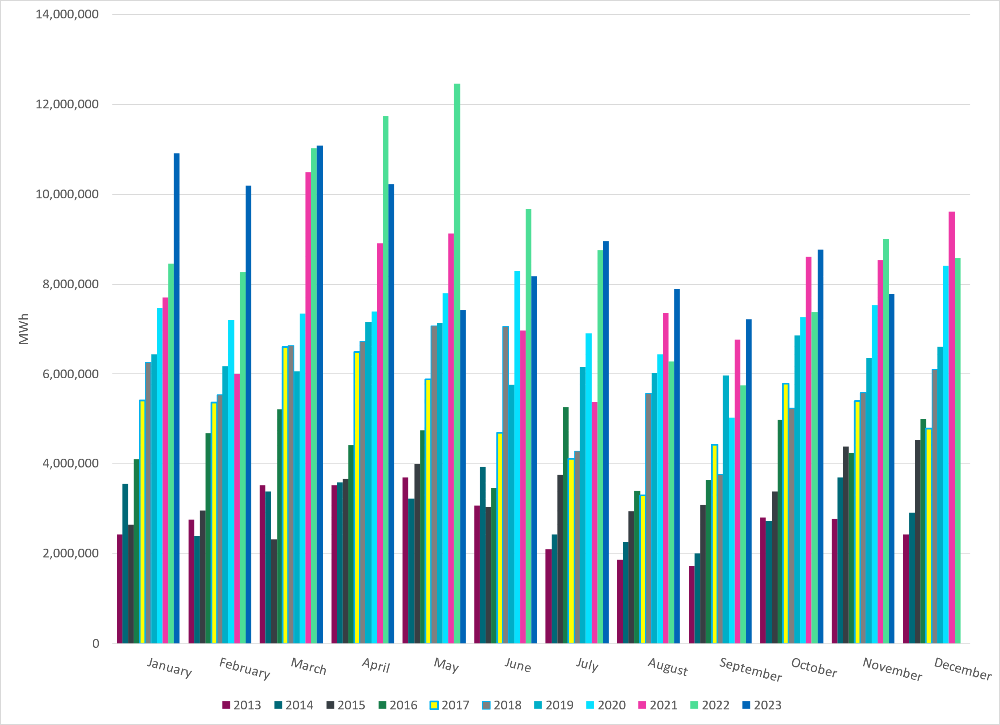 14,000,000
12,000,000
10,000,000
8,000,000
6,000,000
4,000,000
2,000,000
0
MWh
January February March April May June July August September October November December
2013 2014 2015 2016 2017 2018 2019 2020 2021 2022 2023